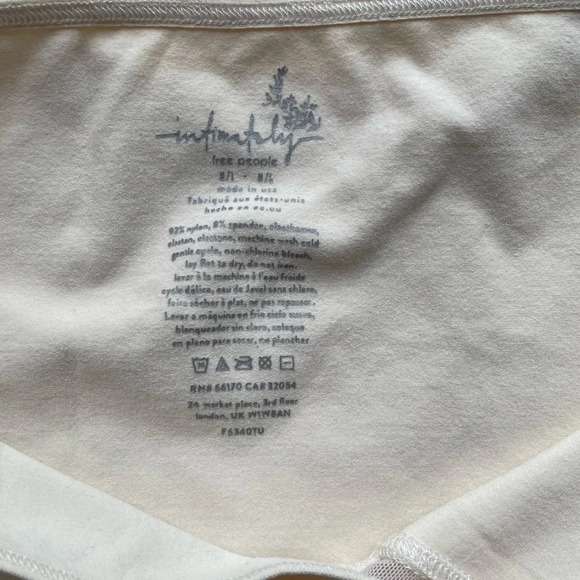 intimately
free people
M/L - M/L
made in usa
Fabriqué aux états-unis
hecho en ee.uu
92% nylon, 8% spandex, elasthanne,
elastan, elastane, machine wash cold
gentle cycle, non-chlorine bleach,
lay flat to dry, do not iron.
laver à la machine à l'eau froide
cycle délica, eau de Javel sans chlore,
faire sécher à plat, ne pas repasser.
Lavar a máquina en frío ciclo suave,
blanqueador sin cloro, coloque
en plano para secar, no planchar
30
RN# 66170 CA# 32054
24 market place, 3rd floor
london, UK W1W8AN
F6340TU